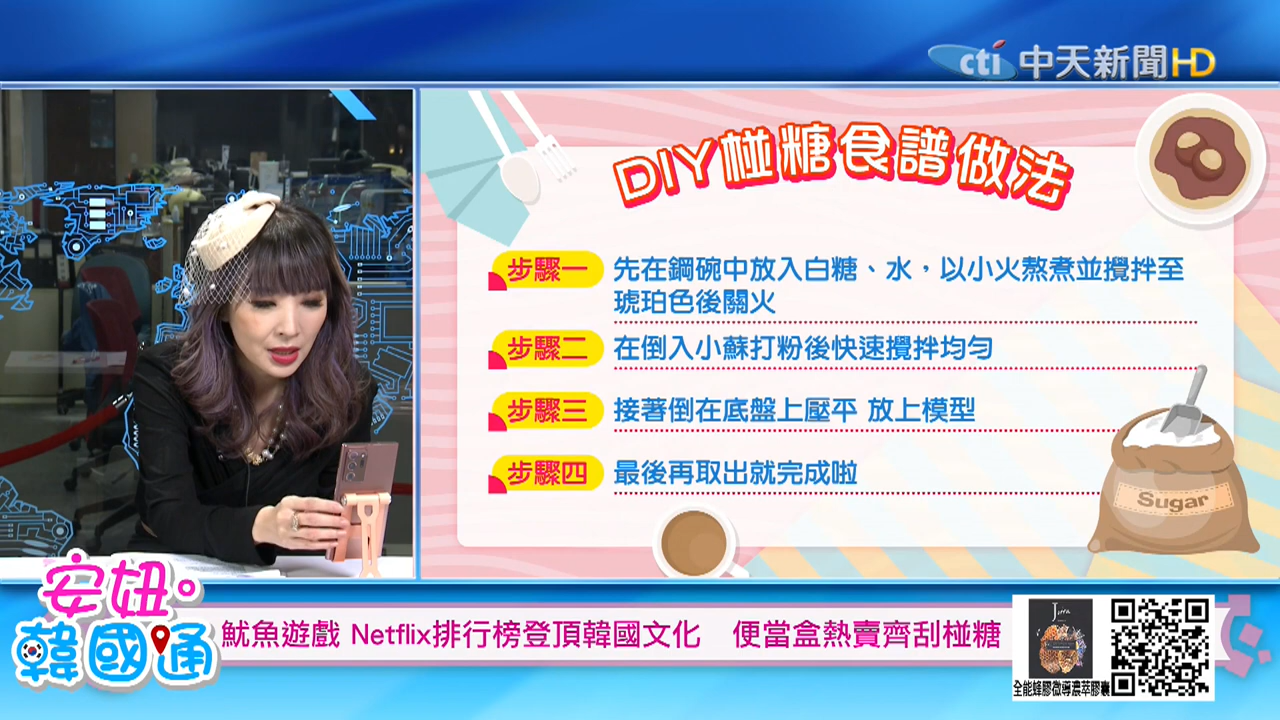 cti 中天新聞HD
DIY椪糖食譜做法
步驟一 先在鋼碗中放入白糖、水，以小火熬煮並攪拌至
琥珀色後關火
步驟二 在倒入小蘇打粉後快速攪拌均勻
步驟三 接著倒在底盤上壓平 放上模型
步驟四 最後再取出就完成啦
Sugar
安妞。
韓國通
魷魚遊戲 Netflix排行榜登頂韓國文化 便當盒熱賣齊刮椪糖
全能蜂膠微導濃萃膠囊